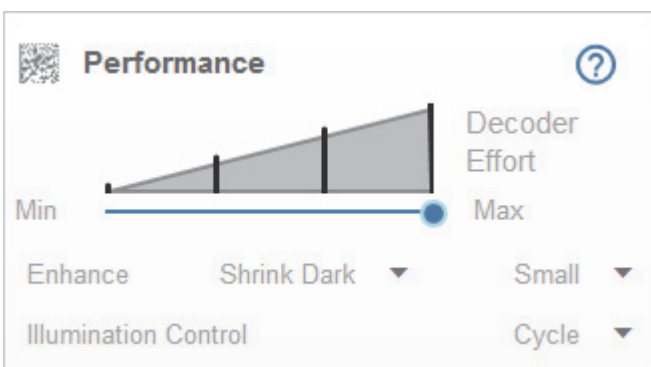 Performance ?
Decoder
Effort
Min Max
Enhance Shrink Dark Small
Illumination Control Cycle